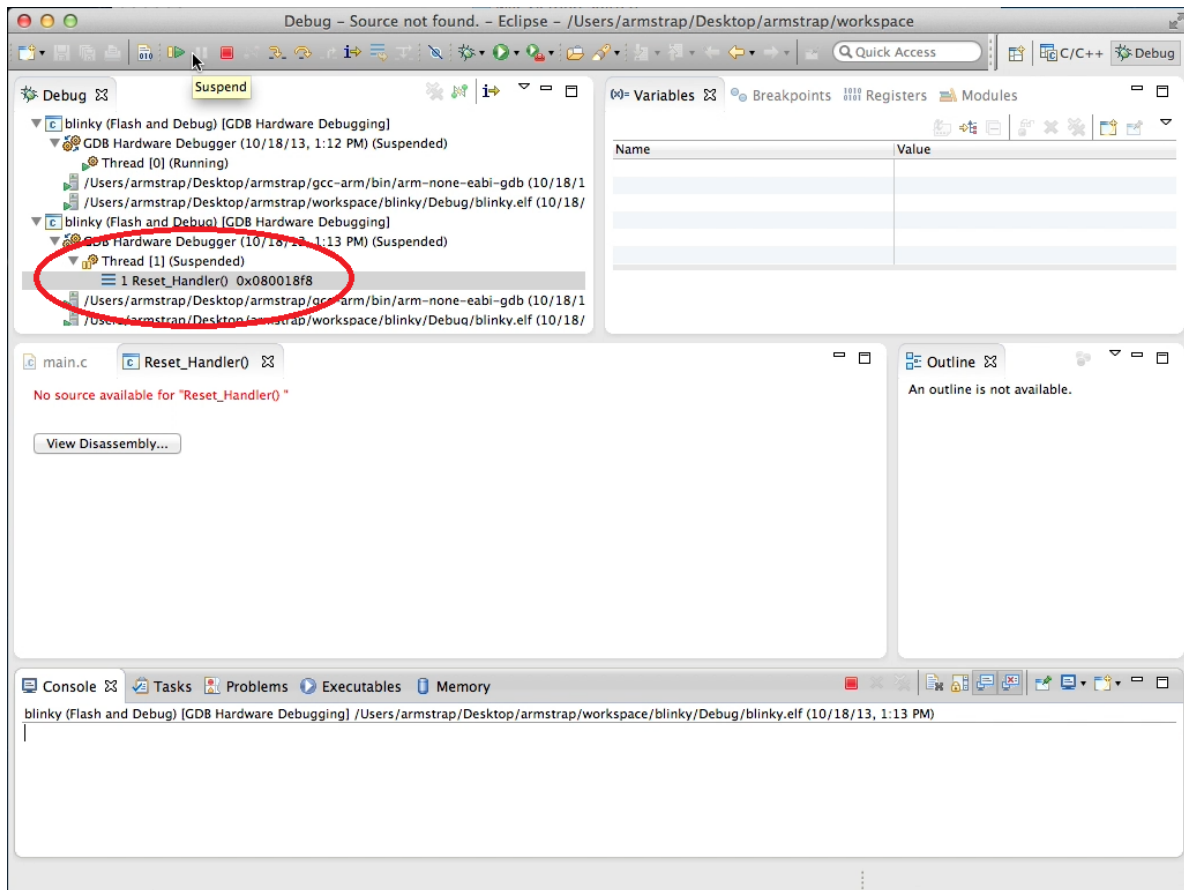 Debug – Source not found. – Eclipse – /Users/armstrap/Desktop/armstrap/workspace
Quick Access
C/C++
Debug
Suspend
Debug
blinky (Flash and Debug) [GDB Hardware Debugging]
GDB Hardware Debugger (10/18/13, 1:12 PM) (Suspended)
Thread [0] (Running)
/Users/armstrap/Desktop/armstrap/gcc-arm/bin/arm-none-eabi-gdb (10/18/1
/Users/armstrap/Desktop/armstrap/workspace/blinky/Debug/blinky.elf (10/18/
blinky (Flash and Debug) [GDB Hardware Debugging]
GDB Hardware Debugger (10/18/13, 1:13 PM) (Suspended)
Thread [1] (Suspended)
1 Reset_Handler() 0x080018f8
/Users/armstrap/Desktop/armstrap/gcc-arm/bin/arm-none-eabi-gdb (10/18/1
/Users/armstrap/Desktop/armstrap/workspace/blinky/Debug/blinky.elf (10/18/
(x)= Variables Breakpoints Registers Modules
Name Value
main.c Reset_Handler()
No source available for "Reset_Handler() "
View Disassembly...
Outline
An outline is not available.
Console Tasks Problems Executables Memory
blinky (Flash and Debug) [GDB Hardware Debugging] /Users/armstrap/Desktop/armstrap/workspace/blinky/Debug/blinky.elf (10/18/13, 1:13 PM)